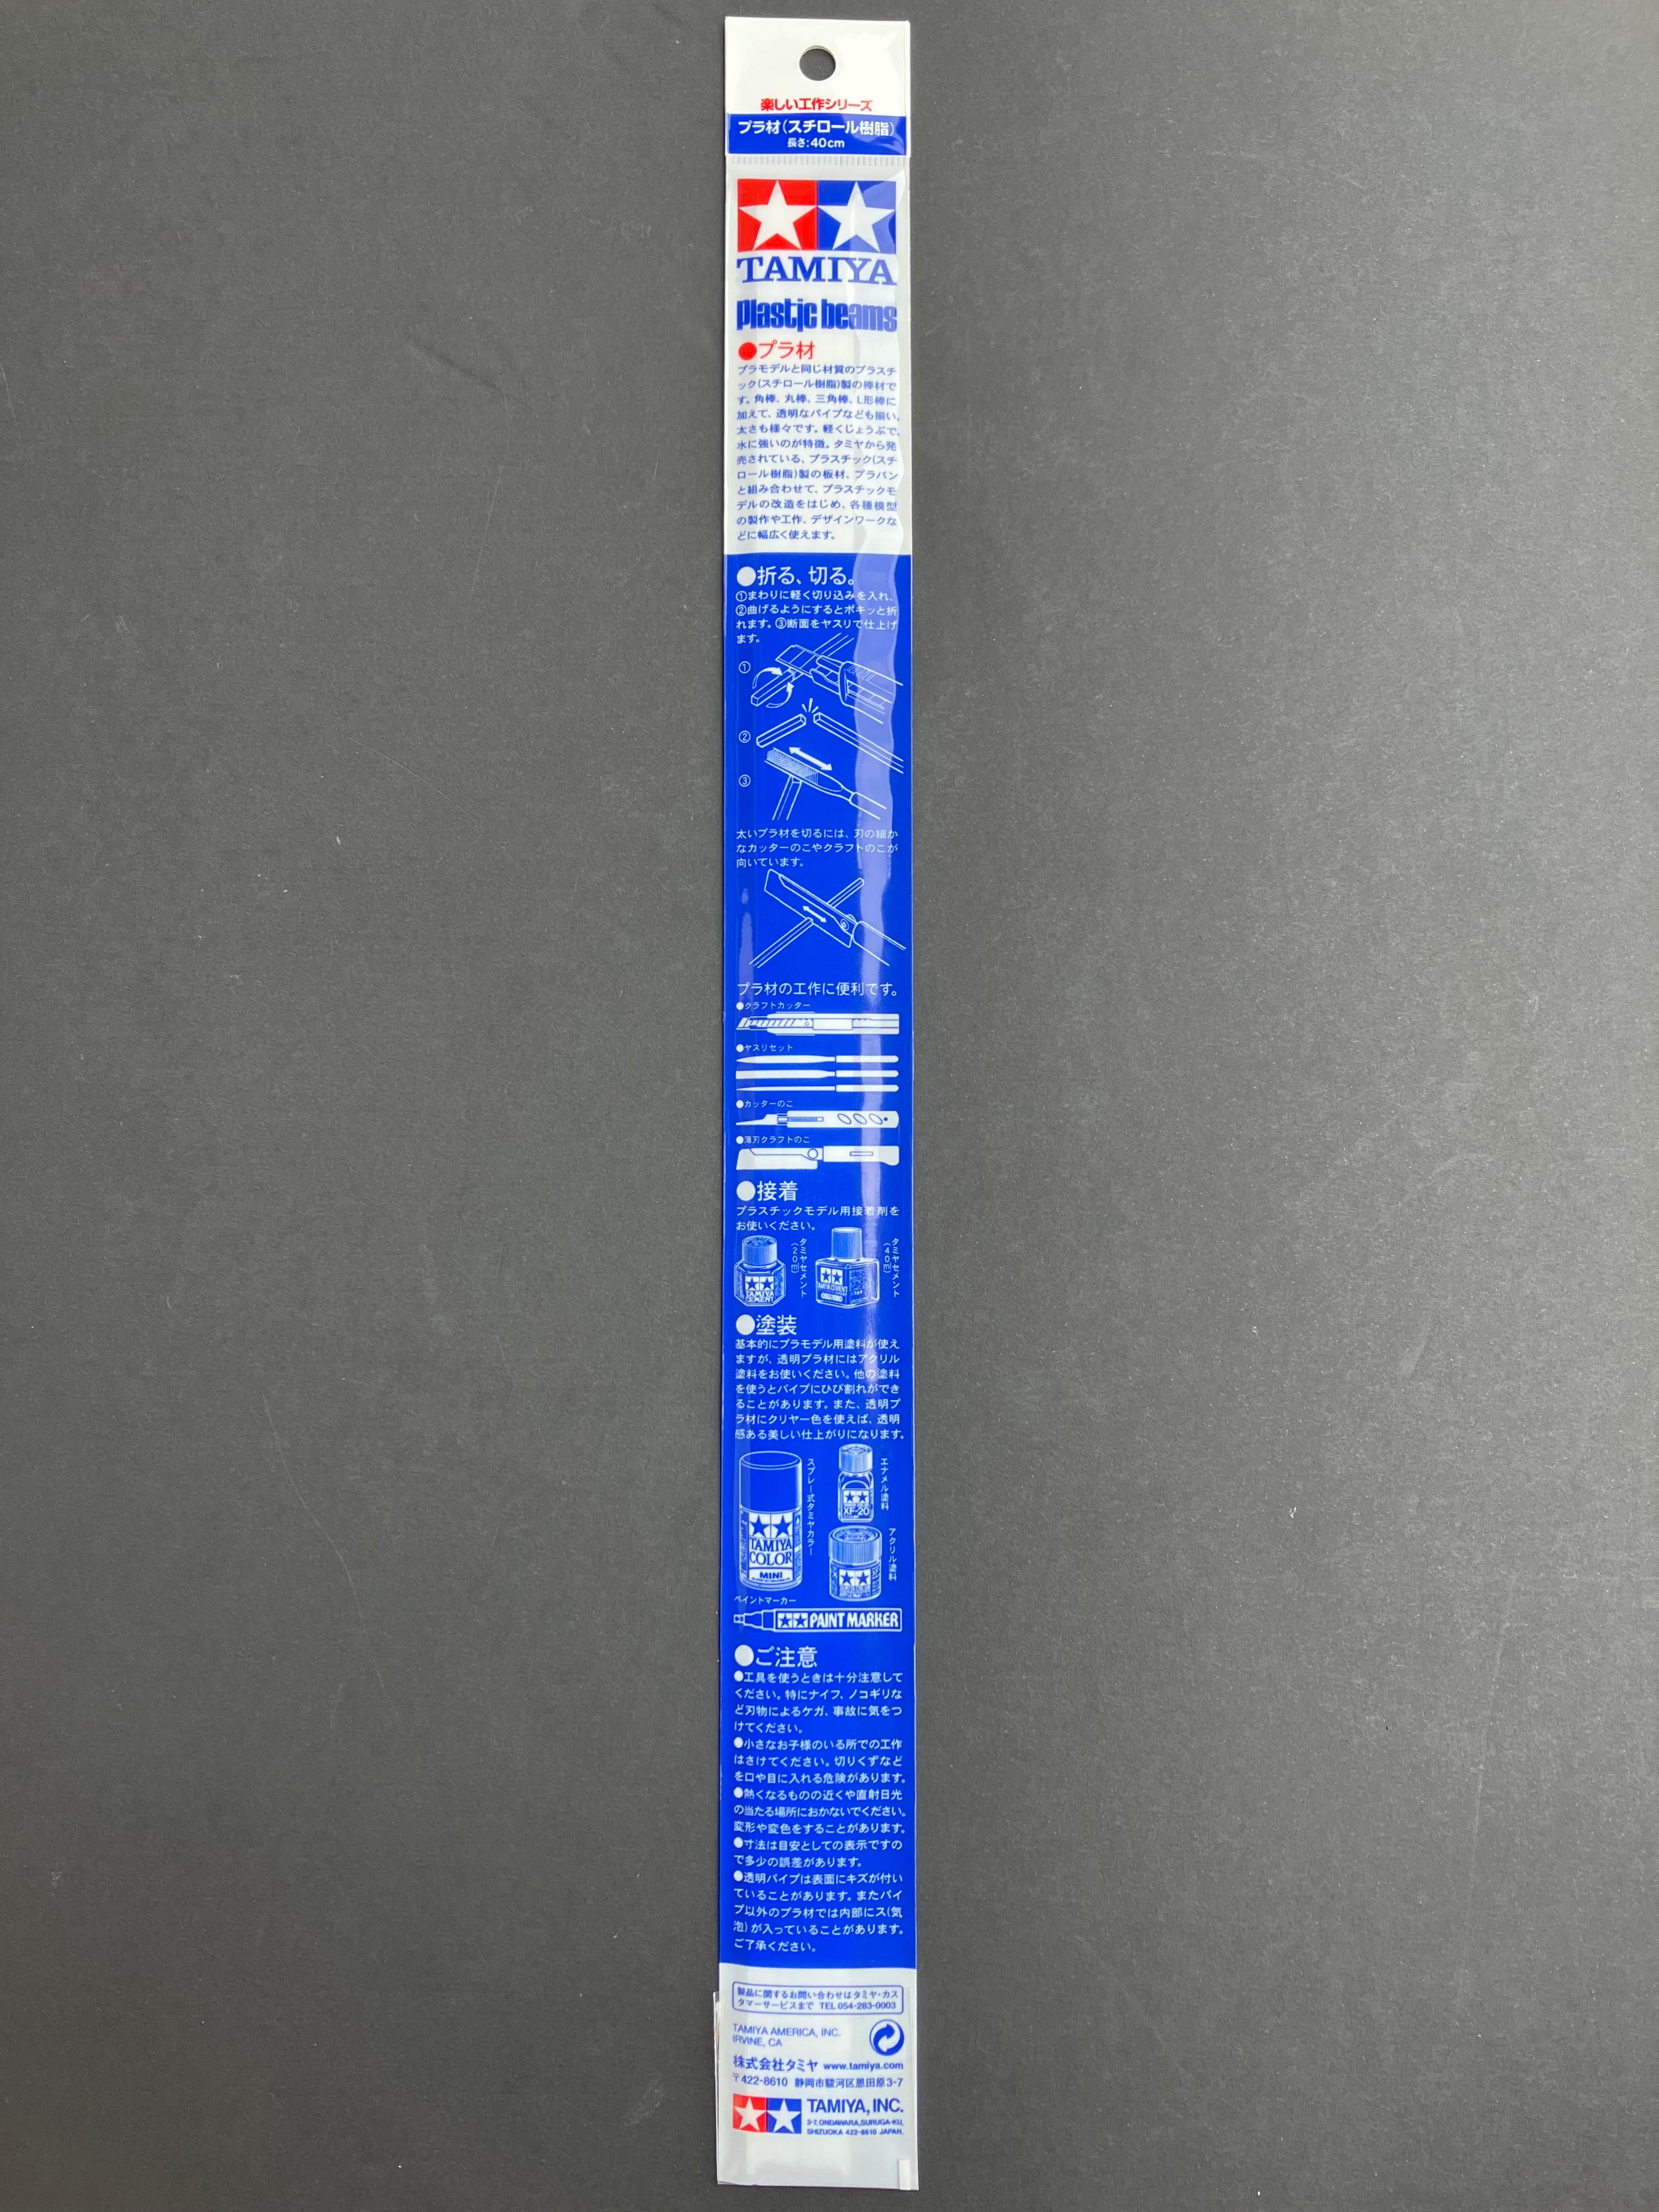 楽しい工作シリーズ
プラ材(スチロール樹脂)
長さ:40cm
TAMIYA
plastic beams
●プラ材
プラモデルと同じ材質のプラスチ
ック(スチロール樹脂)製の棒材で
す。角棒、丸棒、三角棒、L形棒に
加えて、透明なパイプなども揃い、
太さも様々です。軽くじょうぶで、
水に強いのが特徴。タミヤから発
売されている、プラスチック(スチ
ロール樹脂)製の板材、プラバン
と組み合わせて、プラスチックモ
デルの改造をはじめ、各種模型
の製作や工作、デザインワークな
どに幅広く使えます。
●折る、切る。
①まわりに軽く切り込みを入れ、
②曲げるようにするとポキッと折
れます。③断面をヤスリで仕上げ
ます。
①
②
③
太いプラ材を切るには、刃の細か
なカッターのこやクラフトのこが
向いています。
プラ材の工作に便利です。
●クラフトカッター
●ヤスリセット
●カッターのこ
●薄刃クラフトのこ
●接着
プラスチックモデル用接着剤を
お使いください。
タミヤセメント
(20ml)
タミヤセメント
(40ml)
TAMIYA
CEMENT
TAMIYA CEMENT
●塗装
基本的にプラモデル用塗料が使え
ますが、透明プラ材にはアクリル
塗料をお使いください。他の塗料
を使うとパイプにひび割れができ
ることがあります。また、透明プ
ラ材にクリヤー色を使えば、透明
感ある美しい仕上がりになります。
スプレー式タミヤカラー
エナメル塗料
XF-20
アクリル塗料
TAMIYA
COLOR
MINI
ペイントマーカー
PAINT MARKER
●ご注意
●工具を使うときは十分注意して
ください。特にナイフ、ノコギリな
ど刃物によるケガ、事故に気をつ
けてください。
●小さなお子様のいる所での工作
はさけてください。切りくずなど
を口や目に入れる危険があります。
●熱くなるものの近くや直射日光
の当たる場所におかないでください。
変形や変色をすることがあります。
●寸法は目安としての表示ですの
で多少の誤差があります。
●透明パイプは表面にキズが付い
ていることがあります。またパイ
プ以外のプラ材では内部にス(気
泡)が入っていることがあります。
ご了承ください。
製品に関するお問い合わせはタミヤ・カス
タマーサービスまで TEL 054-283-0003
TAMIYA AMERICA, INC.
IRVINE, CA
株式会社タミヤ www.tamiya.com
〒422-8610 静岡市駿河区恩田原3-7
TAMIYA, INC.
3-7, ONDAWARA, SURUGA-KU,
SHIZUOKA 422-8610 JAPAN.